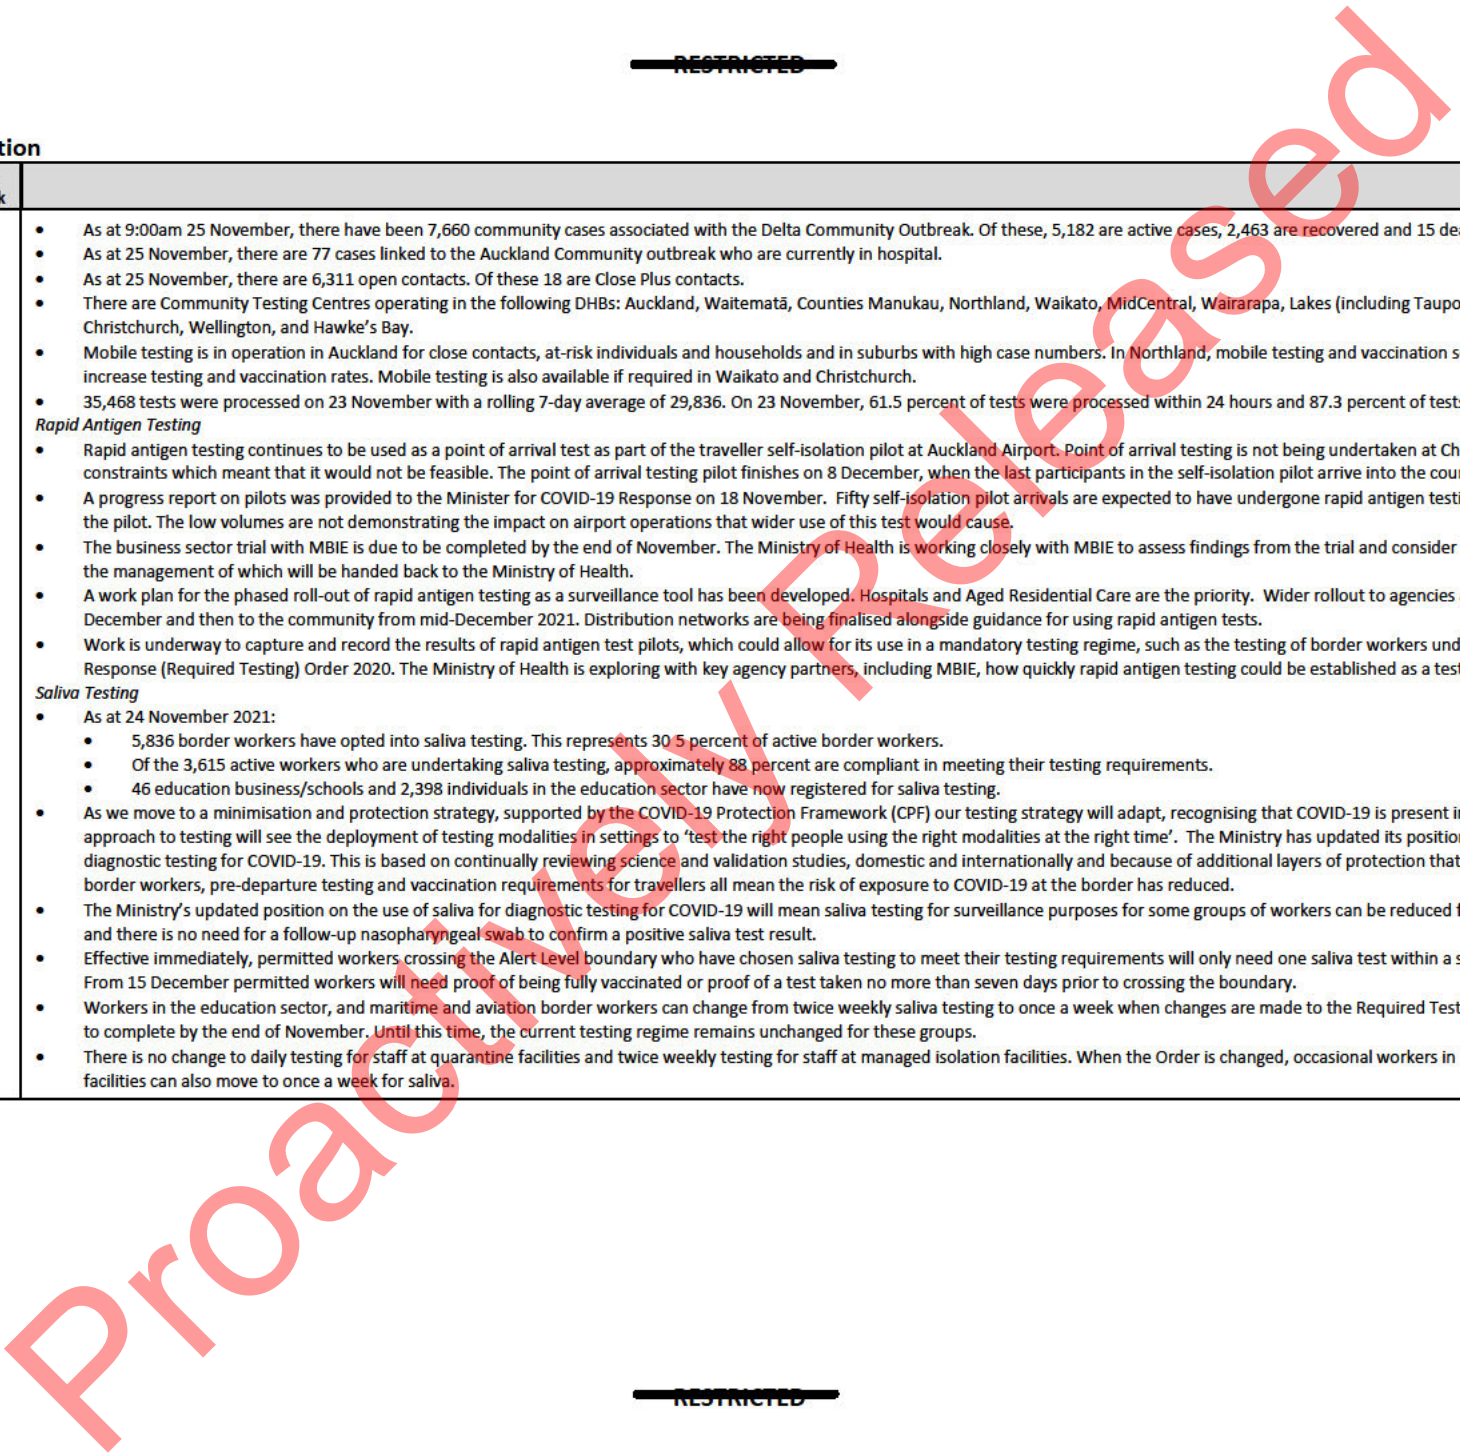 RESTRICTED
tion
k
• As at 9:00am 25 November, there have been 7,660 community cases associated with the Delta Community Outbreak. Of these, 5,182 are active cases, 2,463 are recovered and 15 dea
• As at 25 November, there are 77 cases linked to the Auckland Community outbreak who are currently in hospital.
• As at 25 November, there are 6,311 open contacts. Of these 18 are Close Plus contacts.
• There are Community Testing Centres operating in the following DHBs: Auckland, Waitematā, Counties Manukau, Northland, Waikato, MidCentral, Wairarapa, Lakes (including Taupo
Christchurch, Wellington, and Hawke's Bay.
• Mobile testing is in operation in Auckland for close contacts, at-risk individuals and households and in suburbs with high case numbers. In Northland, mobile testing and vaccination s
increase testing and vaccination rates. Mobile testing is also available if required in Waikato and Christchurch.
• 35,468 tests were processed on 23 November with a rolling 7-day average of 29,836. On 23 November, 61.5 percent of tests were processed within 24 hours and 87.3 percent of tests
Rapid Antigen Testing
• Rapid antigen testing continues to be used as a point of arrival test as part of the traveller self-isolation pilot at Auckland Airport. Point of arrival testing is not being undertaken at Ch
constraints which meant that it would not be feasible. The point of arrival testing pilot finishes on 8 December, when the last participants in the self-isolation pilot arrive into the cou
• A progress report on pilots was provided to the Minister for COVID-19 Response on 18 November. Fifty self-isolation pilot arrivals are expected to have undergone rapid antigen testi
the pilot. The low volumes are not demonstrating the impact on airport operations that wider use of this test would cause.
• The business sector trial with MBIE is due to be completed by the end of November. The Ministry of Health is working closely with MBIE to assess findings from the trial and consider
the management of which will be handed back to the Ministry of Health.
• A work plan for the phased roll-out of rapid antigen testing as a surveillance tool has been developed. Hospitals and Aged Residential Care are the priority. Wider rollout to agencies
December and then to the community from mid-December 2021. Distribution networks are being finalised alongside guidance for using rapid antigen tests.
• Work is underway to capture and record the results of rapid antigen test pilots, which could allow for its use in a mandatory testing regime, such as the testing of border workers und
Response (Required Testing) Order 2020. The Ministry of Health is exploring with key agency partners, including MBIE, how quickly rapid antigen testing could be established as a test
Saliva Testing
• As at 24 November 2021:
• 5,836 border workers have opted into saliva testing. This represents 30 5 percent of active border workers.
• Of the 3,615 active workers who are undertaking saliva testing, approximately 88 percent are compliant in meeting their testing requirements.
• 46 education business/schools and 2,398 individuals in the education sector have now registered for saliva testing.
• As we move to a minimisation and protection strategy, supported by the COVID-19 Protection Framework (CPF) our testing strategy will adapt, recognising that COVID-19 is present in
approach to testing will see the deployment of testing modalities in settings to 'test the right people using the right modalities at the right time'. The Ministry has updated its position
diagnostic testing for COVID-19. This is based on continually reviewing science and validation studies, domestic and internationally and because of additional layers of protection that
border workers, pre-departure testing and vaccination requirements for travellers all mean the risk of exposure to COVID-19 at the border has reduced.
• The Ministry's updated position on the use of saliva for diagnostic testing for COVID-19 will mean saliva testing for surveillance purposes for some groups of workers can be reduced f
and there is no need for a follow-up nasopharyngeal swab to confirm a positive saliva test result.
• Effective immediately, permitted workers crossing the Alert Level boundary who have chosen saliva testing to meet their testing requirements will only need one saliva test within a s
From 15 December permitted workers will need proof of being fully vaccinated or proof of a test taken no more than seven days prior to crossing the boundary.
• Workers in the education sector, and maritime and aviation border workers can change from twice weekly saliva testing to once a week when changes are made to the Required Test
to complete by the end of November. Until this time, the current testing regime remains unchanged for these groups.
• There is no change to daily testing for staff at quarantine facilities and twice weekly testing for staff at managed isolation facilities. When the Order is changed, occasional workers in
facilities can also move to once a week for saliva.
Proactively Released
RESTRICTED